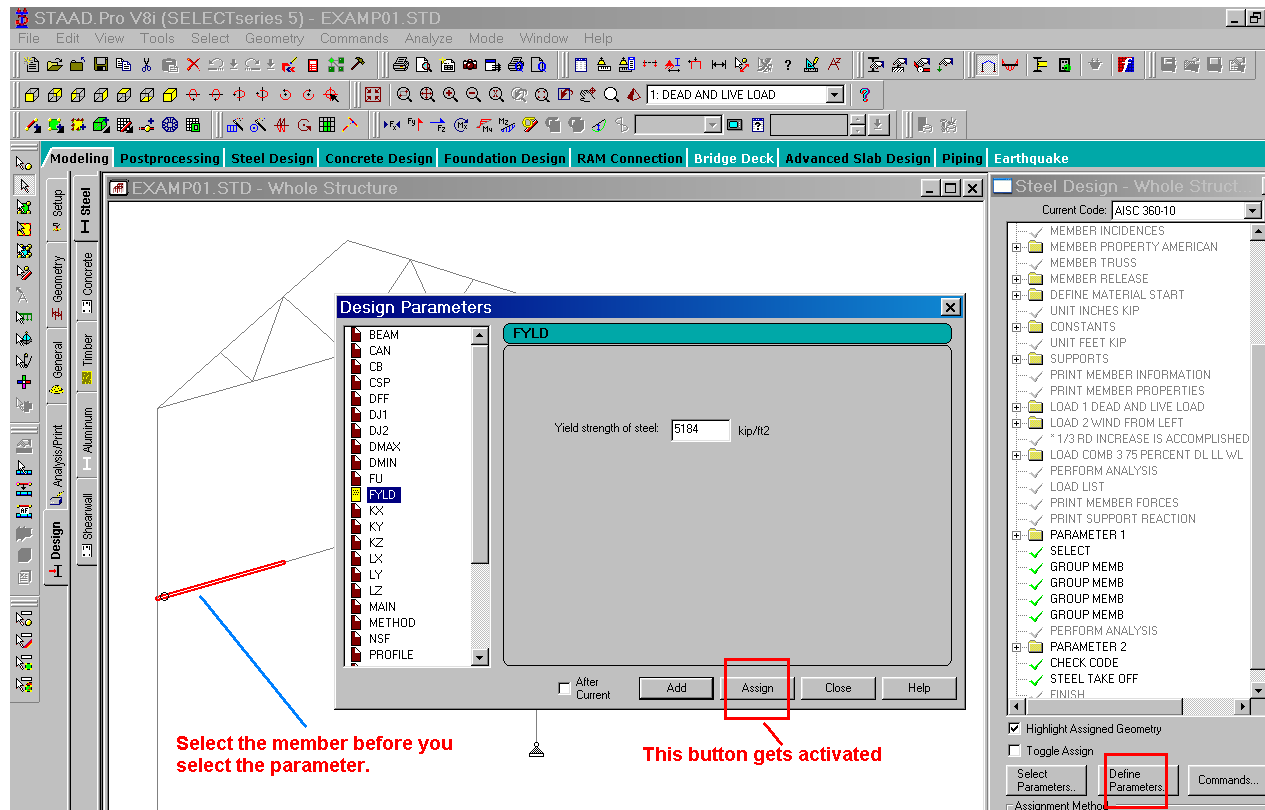 STAAD.Pro V8i (SELECTseries 5) - EXAMP01.STD
File Edit View Tools Select Geometry Commands Analyze Mode Window Help
1: DEAD AND LIVE LOAD
Modeling Postprocessing Steel Design Concrete Design Foundation Design RAM Connection Bridge Deck Advanced Slab Design Piping Earthquake
Setup
Geometry
General
Analysis/Print
Design
Steel
Concrete
Timber
Aluminum
Shearwall
EXAMP01.STD - Whole Structure
Design Parameters
BEAM
CAN
CB
CSP
DFF
DJ1
DJ2
DMAX
DMIN
FU
FYLD
KX
KY
KZ
LX
LY
LZ
MAIN
METHOD
NSF
PROFILE
FYLD
Yield strength of steel: 5184 kip/ft2
After
Current
Add Assign Close Help
Select the member before you
select the parameter.
This button gets activated
Steel Design - Whole Struct...
Current Code: AISC 360-10
MEMBER INCIDENCES
MEMBER PROPERTY AMERICAN
MEMBER TRUSS
MEMBER RELEASE
DEFINE MATERIAL START
UNIT INCHES KIP
CONSTANTS
UNIT FEET KIP
SUPPORTS
PRINT MEMBER INFORMATION
PRINT MEMBER PROPERTIES
LOAD 1 DEAD AND LIVE LOAD
LOAD 2 WIND FROM LEFT
* 1/3 RD INCREASE IS ACCOMPLISHED
LOAD COMB 3 75 PERCENT DL LL WL
PERFORM ANALYSIS
LOAD LIST
PRINT MEMBER FORCES
PRINT SUPPORT REACTION
PARAMETER 1
SELECT
GROUP MEMB
GROUP MEMB
GROUP MEMB
GROUP MEMB
PERFORM ANALYSIS
PARAMETER 2
CHECK CODE
STEEL TAKE OFF
FINISH
Highlight Assigned Geometry
Toggle Assign
Select
Parameters..
Define
Parameters.
Commands...
Assignment Method